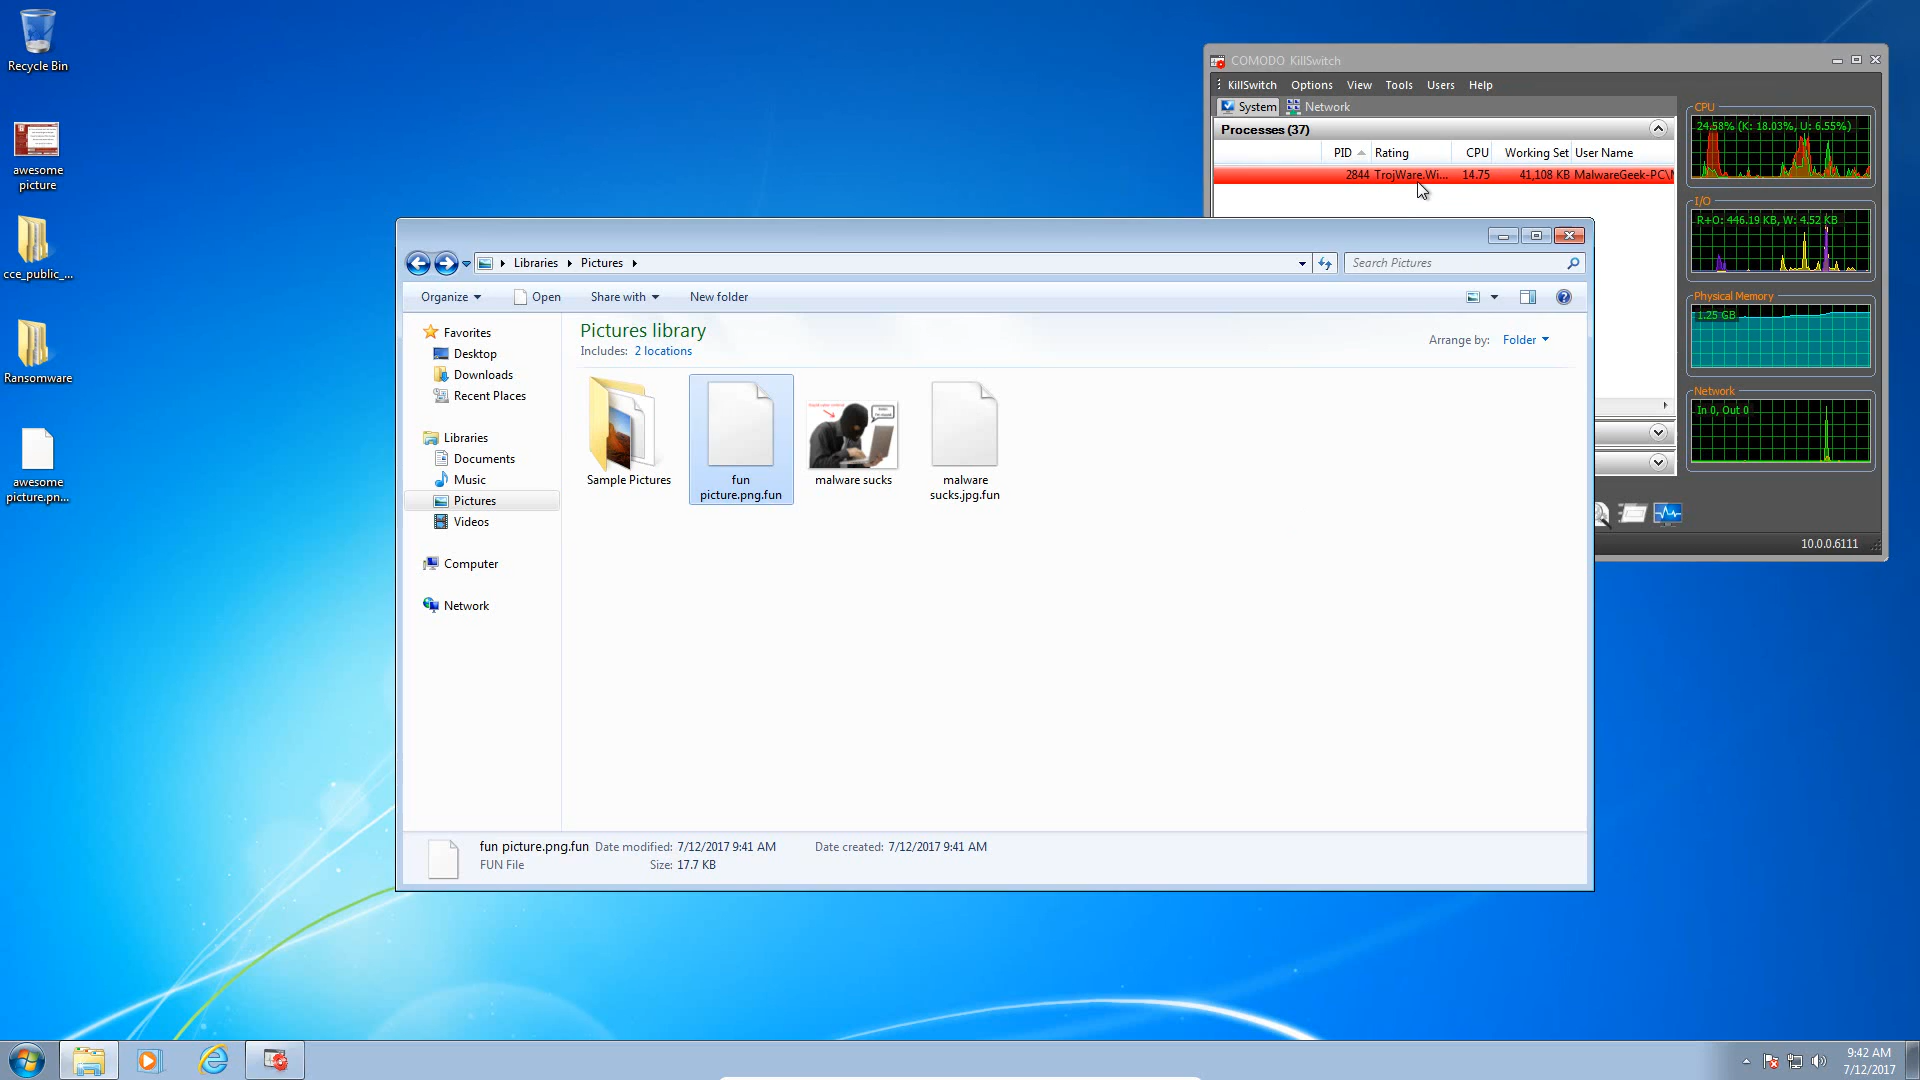 Recycle Bin
awesome
picture
cce_public_...
Ransomware
awesome
picture.pn...
COMODO KillSwitch
KillSwitch Options View Tools Users Help
System Network
Processes (37)
PID Rating CPU Working Set User Name
2844 TrojWare.Wi... 14.75 41,108 KB MalwareGeek-PC\
CPU
24.58% (K: 18.03%, U: 6.55%)
I/O
R+O: 446.19 KB, W: 4.52 KB
Physical Memory
1.25 GB
Network
In 0, Out 0
10.0.0.6111
Libraries Pictures
Search Pictures
Organize Open Share with New folder
Favorites
Desktop
Downloads
Recent Places
Libraries
Documents
Music
Pictures
Videos
Computer
Network
Pictures library
Includes: 2 locations
Arrange by: Folder
Sample Pictures
fun
picture.png.fun
malware sucks
malware
sucks.jpg.fun
fun picture.png.fun Date modified: 7/12/2017 9:41 AM Date created: 7/12/2017 9:41 AM
FUN File Size: 17.7 KB
9:42 AM
7/12/2017